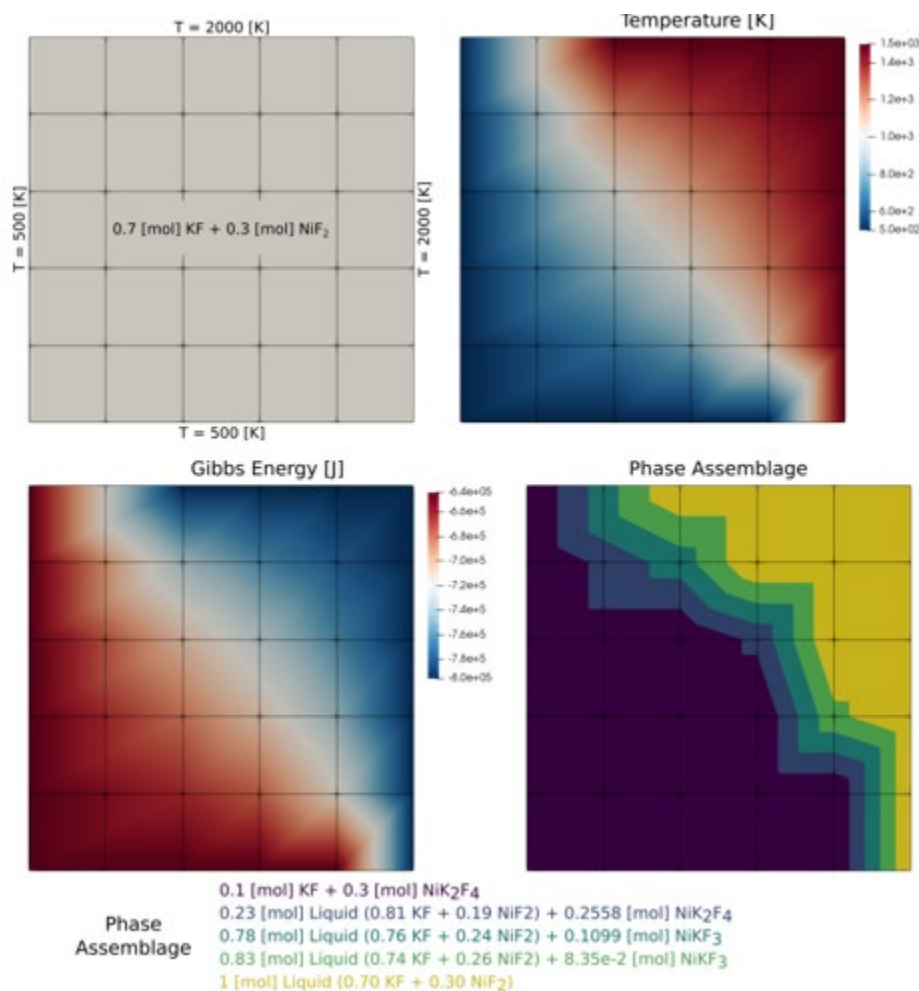 T = 2000 [K]
Temperature [K]
T = 500 [K]
0.7 [mol] KF + 0.3 [mol] NiF₂
T = 2000 [K]
T = 500 [K]
1.5e+03
1.4e+3
1.2e+3
1.0e+3
8.0e+2
6.0e+2
5.0e+02
Gibbs Energy [J]
Phase Assemblage
-6.4e+05
-6.6e+5
-6.8e+5
-7.0e+5
-7.2e+5
-7.4e+5
-7.6e+5
-7.8e+5
-8.0e+05
Phase
Assemblage
0.1 [mol] KF + 0.3 [mol] NiK₂F₄
0.23 [mol] Liquid (0.81 KF + 0.19 NiF2) + 0.2558 [mol] NiK₂F₄
0.78 [mol] Liquid (0.76 KF + 0.24 NiF2) + 0.1099 [mol] NiKF₃
0.83 [mol] Liquid (0.74 KF + 0.26 NiF2) + 8.35e-2 [mol] NiKF₃
1 [mol] Liquid (0.70 KF + 0.30 NiF₂)